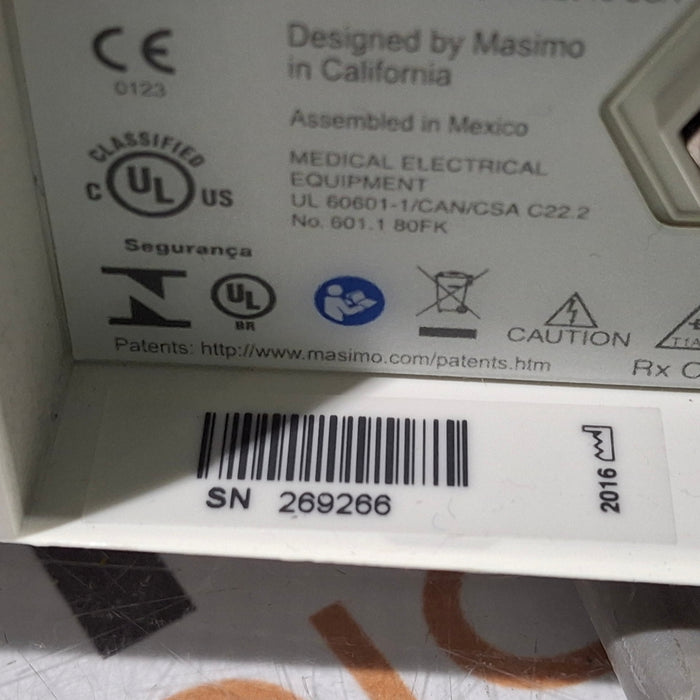 Designed by Masimo
in California
CE
0123
Assembled in Mexico
CLASSIFIED
C UL US
MEDICAL ELECTRICAL
EQUIPMENT
UL 60601-1/CAN/CSA C22.2
No. 601.1 80FK
Segurança
UL
BR
CAUTION
Patents: http://www.masimo.com/patents.htm
Rx
SN 269266
2016